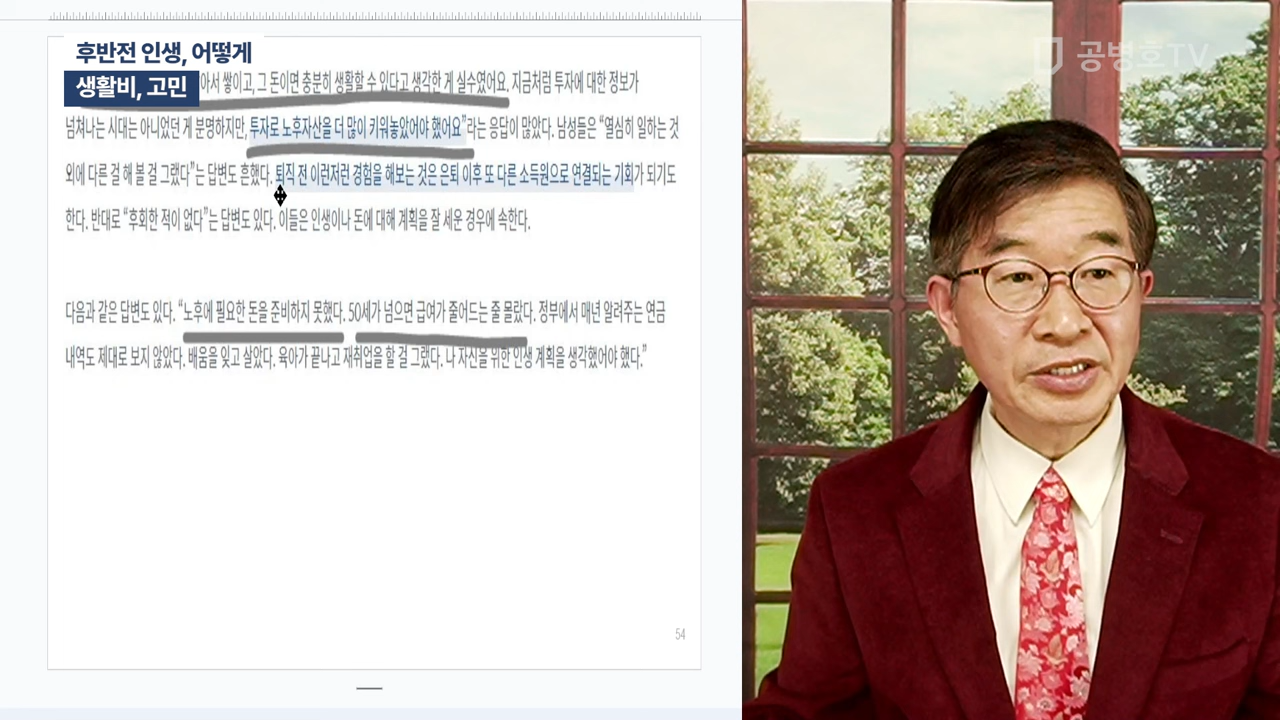 후반전 인생, 어떻게
생활비, 고민
공병호TV
아서 쌓이고, 그 돈이면 충분히 생활할 수 있다고 생각한 게 실수였어요. 지금처럼 투자에 대한 정보가
넘쳐나는 시대는 아니었던 게 분명하지만, 투자로 노후자산을 더 많이 키워놓았어야 했어요”라는 응답이 많았다. 남성들은 “열심히 일하는 것
외에 다른 걸 해 볼 걸 그랬다”는 답변도 흔했다. 퇴직 전 이런저런 경험을 해보는 것은 은퇴 이후 또 다른 소득원으로 연결되는 기회가 되기도
한다. 반대로 “후회한 적이 없다”는 답변도 있다. 이들은 인생이나 돈에 대해 계획을 잘 세운 경우에 속한다.
다음과 같은 답변도 있다. “노후에 필요한 돈을 준비하지 못했다. 50세가 넘으면 급여가 줄어드는 줄 몰랐다. 정부에서 매년 알려주는 연금
내역도 제대로 보지 않았다. 배움을 잊고 살았다. 육아가 끝나고 재취업을 할 걸 그랬다. 나 자신을 위한 인생 계획을 생각했어야 했다.”
54